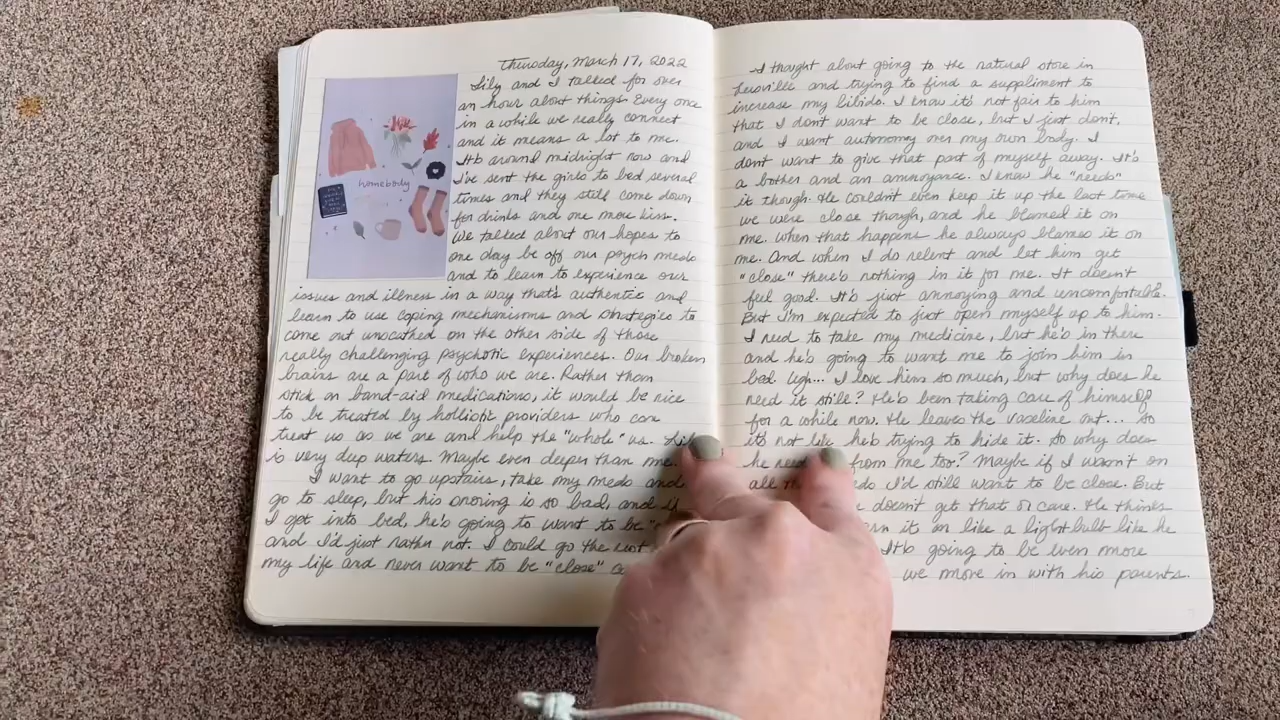 Thursday, March 17, 2022
Lily and I talked for over
an hour about things. Every once
in a while we really connect
and it means a lot to me.
It's around midnight now and
I've sent the girls to bed several
times and they still come down
for drinks and one more kiss.
We talked about our hopes to
one day be off our psych meds
and to learn to experience our
issues and illness in a way that's authentic and
learn to use coping mechanisms and strategies to
come out unscathed on the other side of those
really challenging psychotic experiences. Our broken
brains are a part of who we are. Rather than
stick on band-aid medications, it would be nice
to be treated by hollistic providers who can
treat us as we are and help the "whole" us. Lily
is very deep waters. Maybe even deeper than me.
I want to go upstairs, take my meds and
go to sleep, but his snoring is so bad, and if
I get into bed, he's going to want to be
and I'd just rather not. I could go the rest
my life and never want to be "close"
homebody
I thought about going to the natural store in
and trying to find a suppliment to
increase my libido. I know it's not fair to him
that I don't want to be close, but I just don't,
and I want autonomy over my own body. I
don't want to give that part of myself away. It's
a bother and an annoyance. I know he "needs"
it though. He couldn't even keep it up the last time
we were close though, and he blamed it on
me. When that happens he always blames it on
me. And when I do relent and let him get
"close" there's nothing in it for me. It doesn't
feel good. It's just annoying and uncomfortable.
But I'm expected to just open myself up to him.
I need to take my medicine, but he's in there
and he's going to want me to join him in
bed. Ugh... I love him so much, but why does he
need it still? He's been taking care of himself
for a while now. He leaves the vaseline out... so
it's not like he's trying to hide it. So why does
he need from me too? Maybe if I wasn't on
all I'd still want to be close. But
doesn't get that or care. He thinks
it on like a lightbulb like he
It's going to be even more
we move in with his parents.